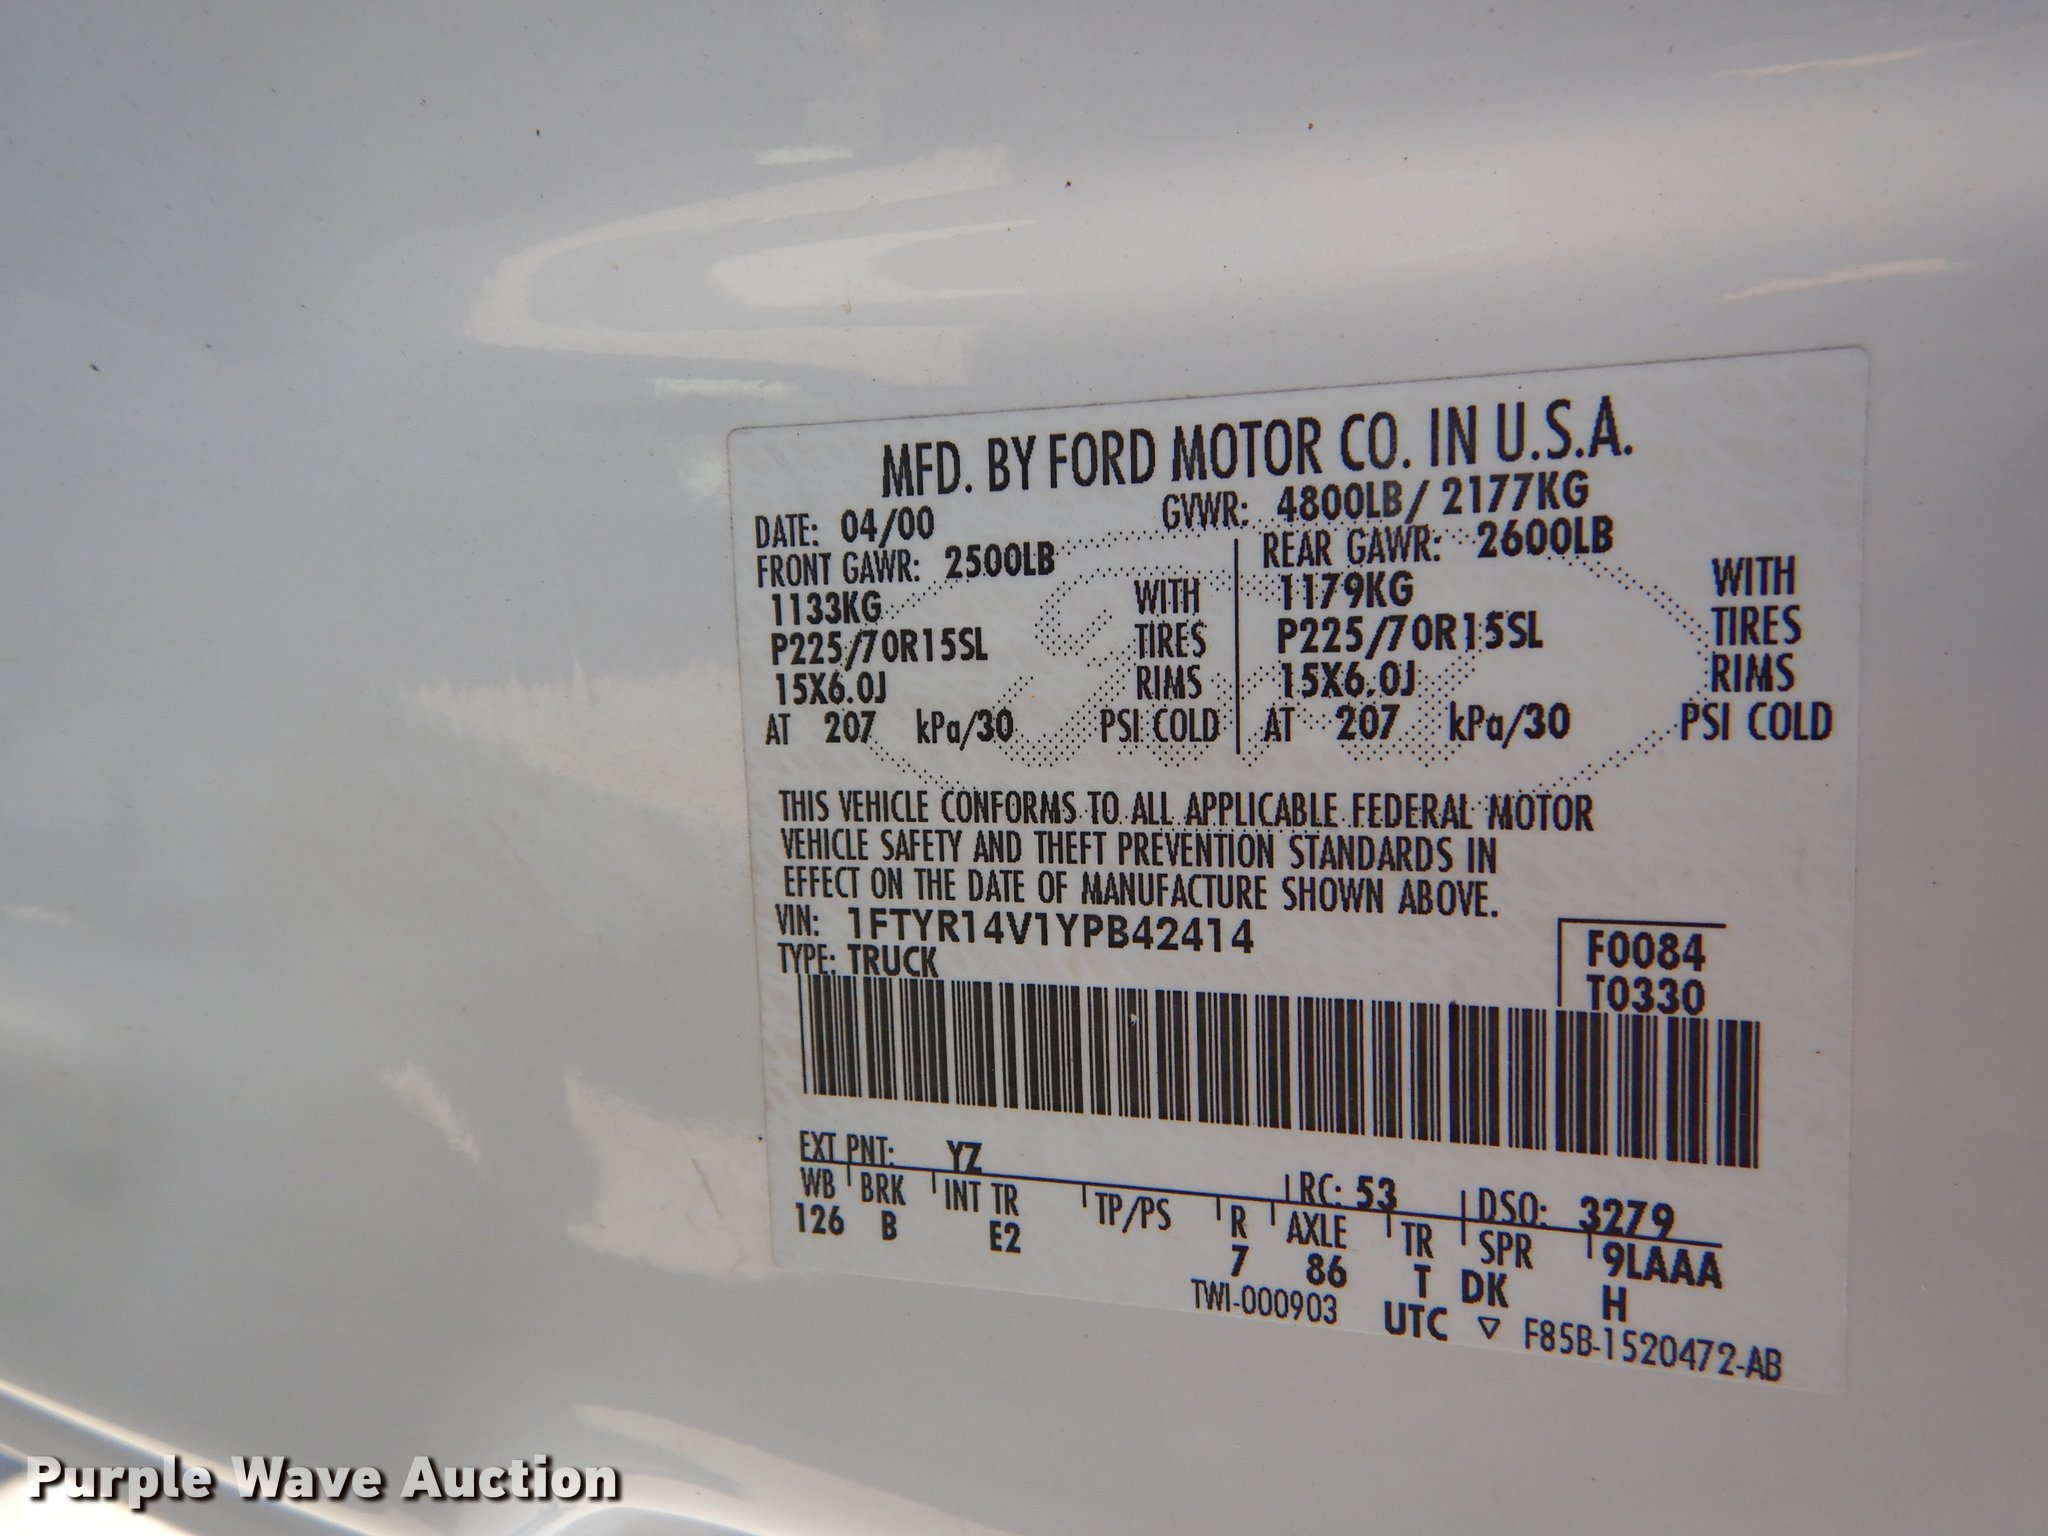 MFD. BY FORD MOTOR CO. IN U.S.A.
DATE: 04/00 GVWR: 4800LB/ 2177KG
FRONT GAWR: 2500LB REAR GAWR: 2600LB
1133KG WITH 1179KG WITH
P225/70R15SL TIRES P225/70R15SL TIRES
15X6.0J RIMS 15X6.0J RIMS
AT 207 kPa/30 PSI COLD AT 207 kPa/30 PSI COLD
THIS VEHICLE CONFORMS TO ALL APPLICABLE FEDERAL MOTOR
VEHICLE SAFETY AND THEFT PREVENTION STANDARDS IN
EFFECT ON THE DATE OF MANUFACTURE SHOWN ABOVE.
VIN: 1FTYR14V1YPB42414 F0084
TYPE: TRUCK T0330
EXT PNT: YZ RC: 53 DSO: 3279
WB BRK INT TR TP/PS R AXLE TR SPR 9LAAA
126 B E2 7 86 T DK H
TWI-000903 UTC ▽ F85B-1520472-AB
Purple Wave Auction